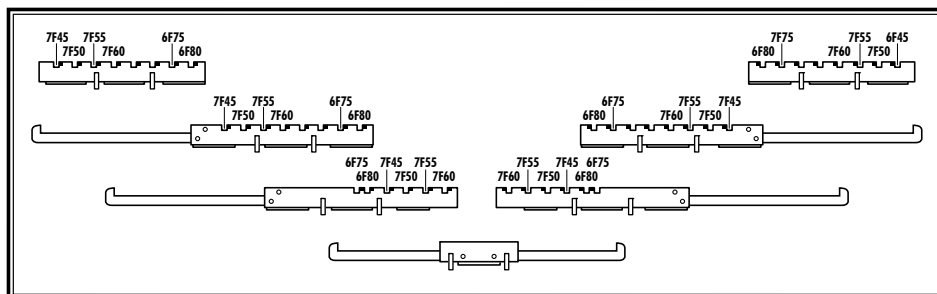 7F45 7F55 6F75 7F75 7F55 6F45
7F50 7F60 6F80 6F80 7F60 7F50
7F45 7F55 6F75 6F75 7F55 7F45
7F50 7F60 6F80 6F80 7F60 7F50
6F75 7F45 7F55 7F55 7F45 6F75
6F80 7F50 7F60 7F60 7F50 6F80